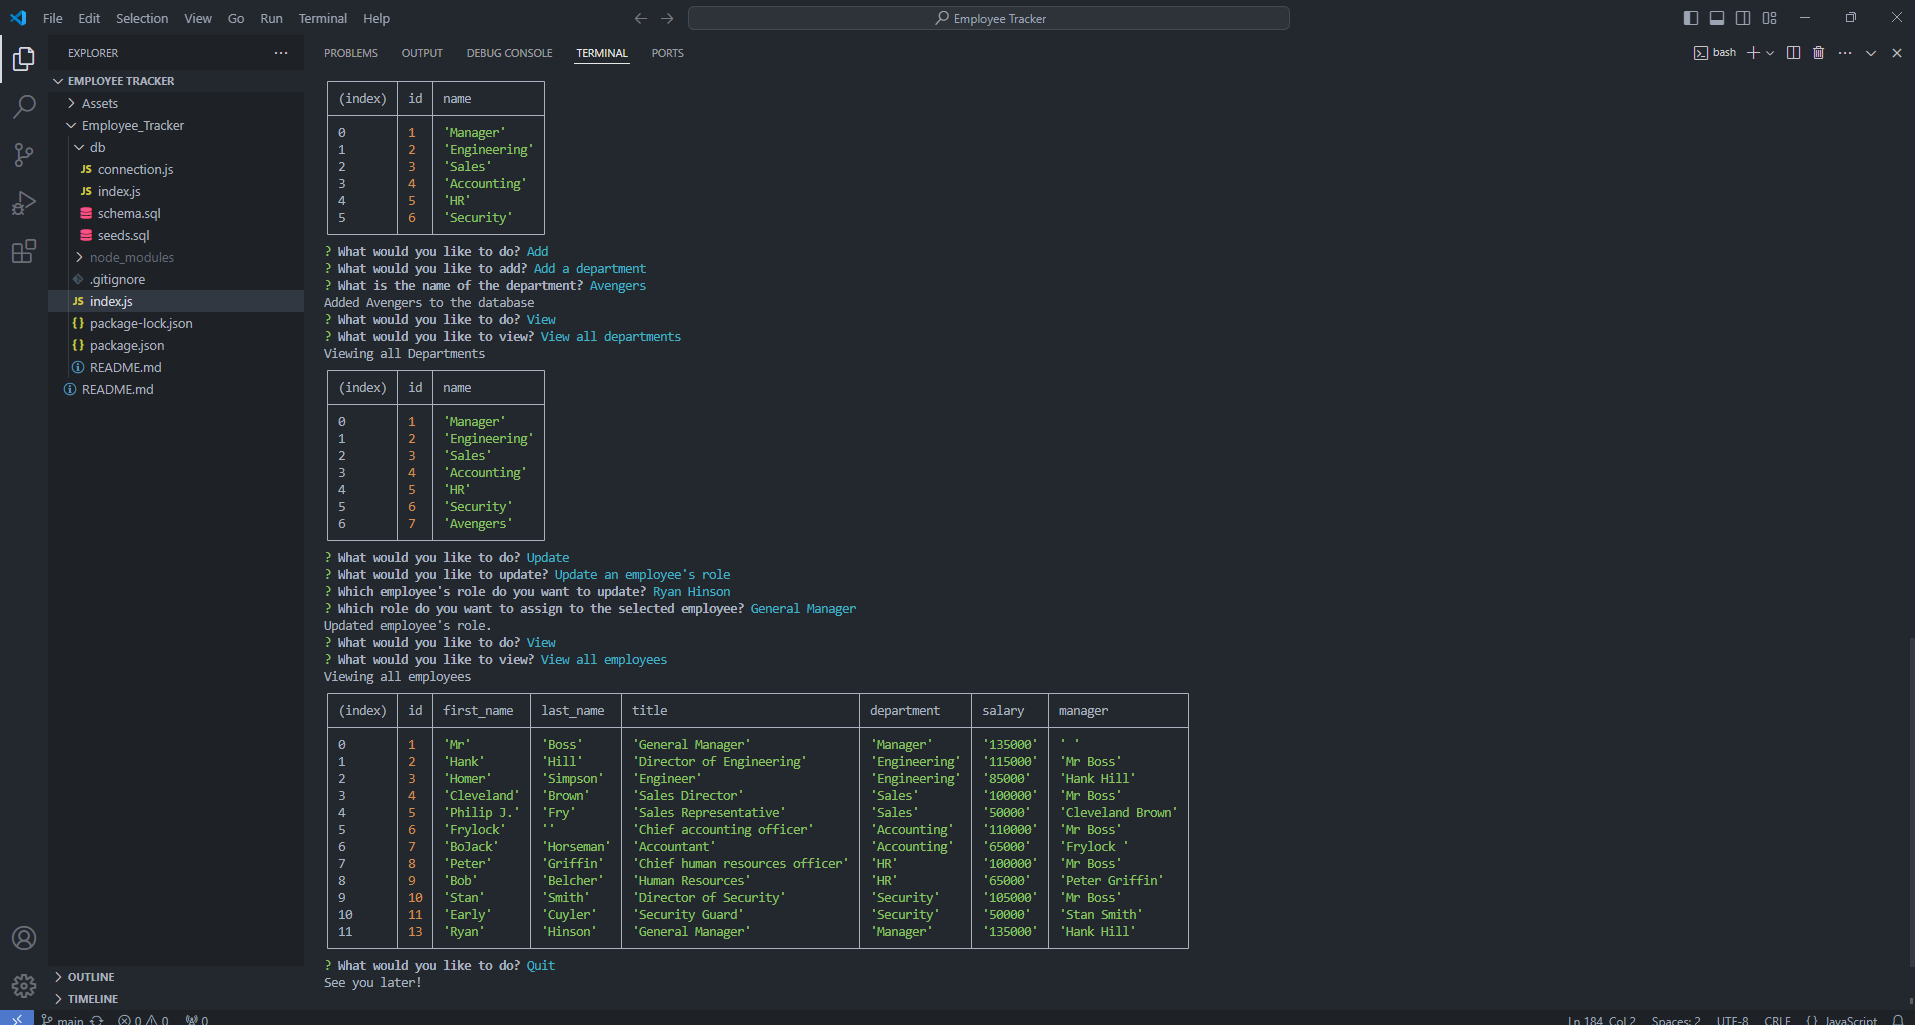 File Edit Selection View Go Run Terminal Help
Employee Tracker
EXPLORER
EMPLOYEE TRACKER
Assets
Employee_Tracker
db
JS connection.js
JS index.js
schema.sql
seeds.sql
node_modules
.gitignore
JS index.js
{} package-lock.json
{} package.json
README.md
README.md
OUTLINE
TIMELINE
PROBLEMS OUTPUT DEBUG CONSOLE TERMINAL PORTS
bash
(index) id name
0 1 'Manager'
1 2 'Engineering'
2 3 'Sales'
3 4 'Accounting'
4 5 'HR'
5 6 'Security'
? What would you like to do? Add
? What would you like to add? Add a department
? What is the name of the department? Avengers
Added Avengers to the database
? What would you like to do? View
? What would you like to view? View all departments
Viewing all Departments
(index) id name
0 1 'Manager'
1 2 'Engineering'
2 3 'Sales'
3 4 'Accounting'
4 5 'HR'
5 6 'Security'
6 7 'Avengers'
? What would you like to do? Update
? What would you like to update? Update an employee's role
? Which employee's role do you want to update? Ryan Hinson
? Which role do you want to assign to the selected employee? General Manager
Updated employee's role.
? What would you like to do? View
? What would you like to view? View all employees
Viewing all employees
(index) id first_name last_name title department salary manager
0 1 'Mr' 'Boss' 'General Manager' 'Manager' '135000' ' '
1 2 'Hank' 'Hill' 'Director of Engineering' 'Engineering' '115000' 'Mr Boss'
2 3 'Homer' 'Simpson' 'Engineer' 'Engineering' '85000' 'Hank Hill'
3 4 'Cleveland' 'Brown' 'Sales Director' 'Sales' '100000' 'Mr Boss'
4 5 'Philip J.' 'Fry' 'Sales Representative' 'Sales' '50000' 'Cleveland Brown'
5 6 'Frylock' '' 'Chief accounting officer' 'Accounting' '110000' 'Mr Boss'
6 7 'BoJack' 'Horseman' 'Accountant' 'Accounting' '65000' 'Frylock '
7 8 'Peter' 'Griffin' 'Chief human resources officer' 'HR' '100000' 'Mr Boss'
8 9 'Bob' 'Belcher' 'Human Resources' 'HR' '65000' 'Peter Griffin'
9 10 'Stan' 'Smith' 'Director of Security' 'Security' '105000' 'Mr Boss'
10 11 'Early' 'Cuyler' 'Security Guard' 'Security' '50000' 'Stan Smith'
11 13 'Ryan' 'Hinson' 'General Manager' 'Manager' '135000' 'Hank Hill'
? What would you like to do? Quit
See you later!
main 0 0 0 Ln 184, Col 2 Spaces: 2 UTF-8 CRLF {} JavaScript